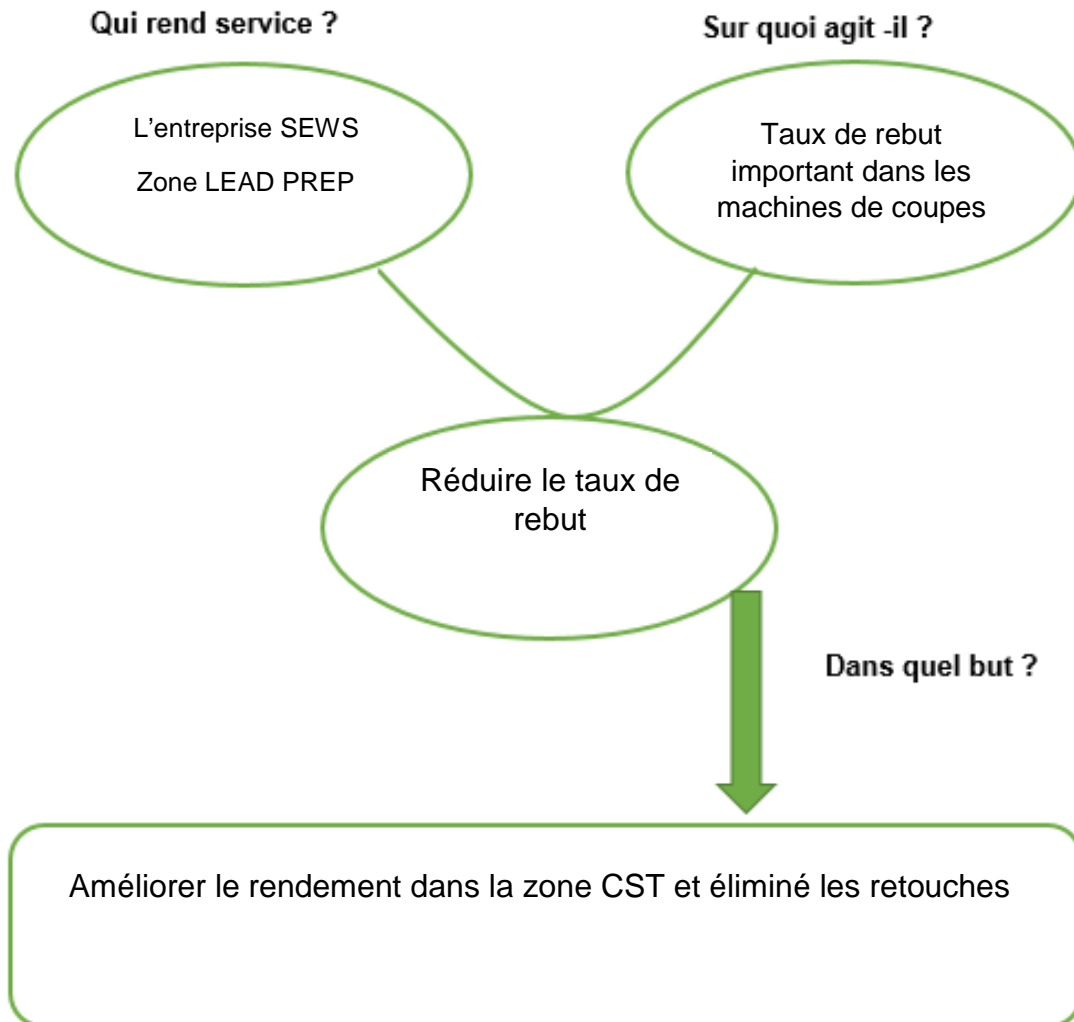 Qui rend service ?
Sur quoi agit -il ?
L'entreprise SEWS
Zone LEAD PREP
Taux de rebut
important dans les
machines de coupes
Réduire le taux de
rebut
Dans quel but ?
Améliorer le rendement dans la zone CST et éliminé les retouches